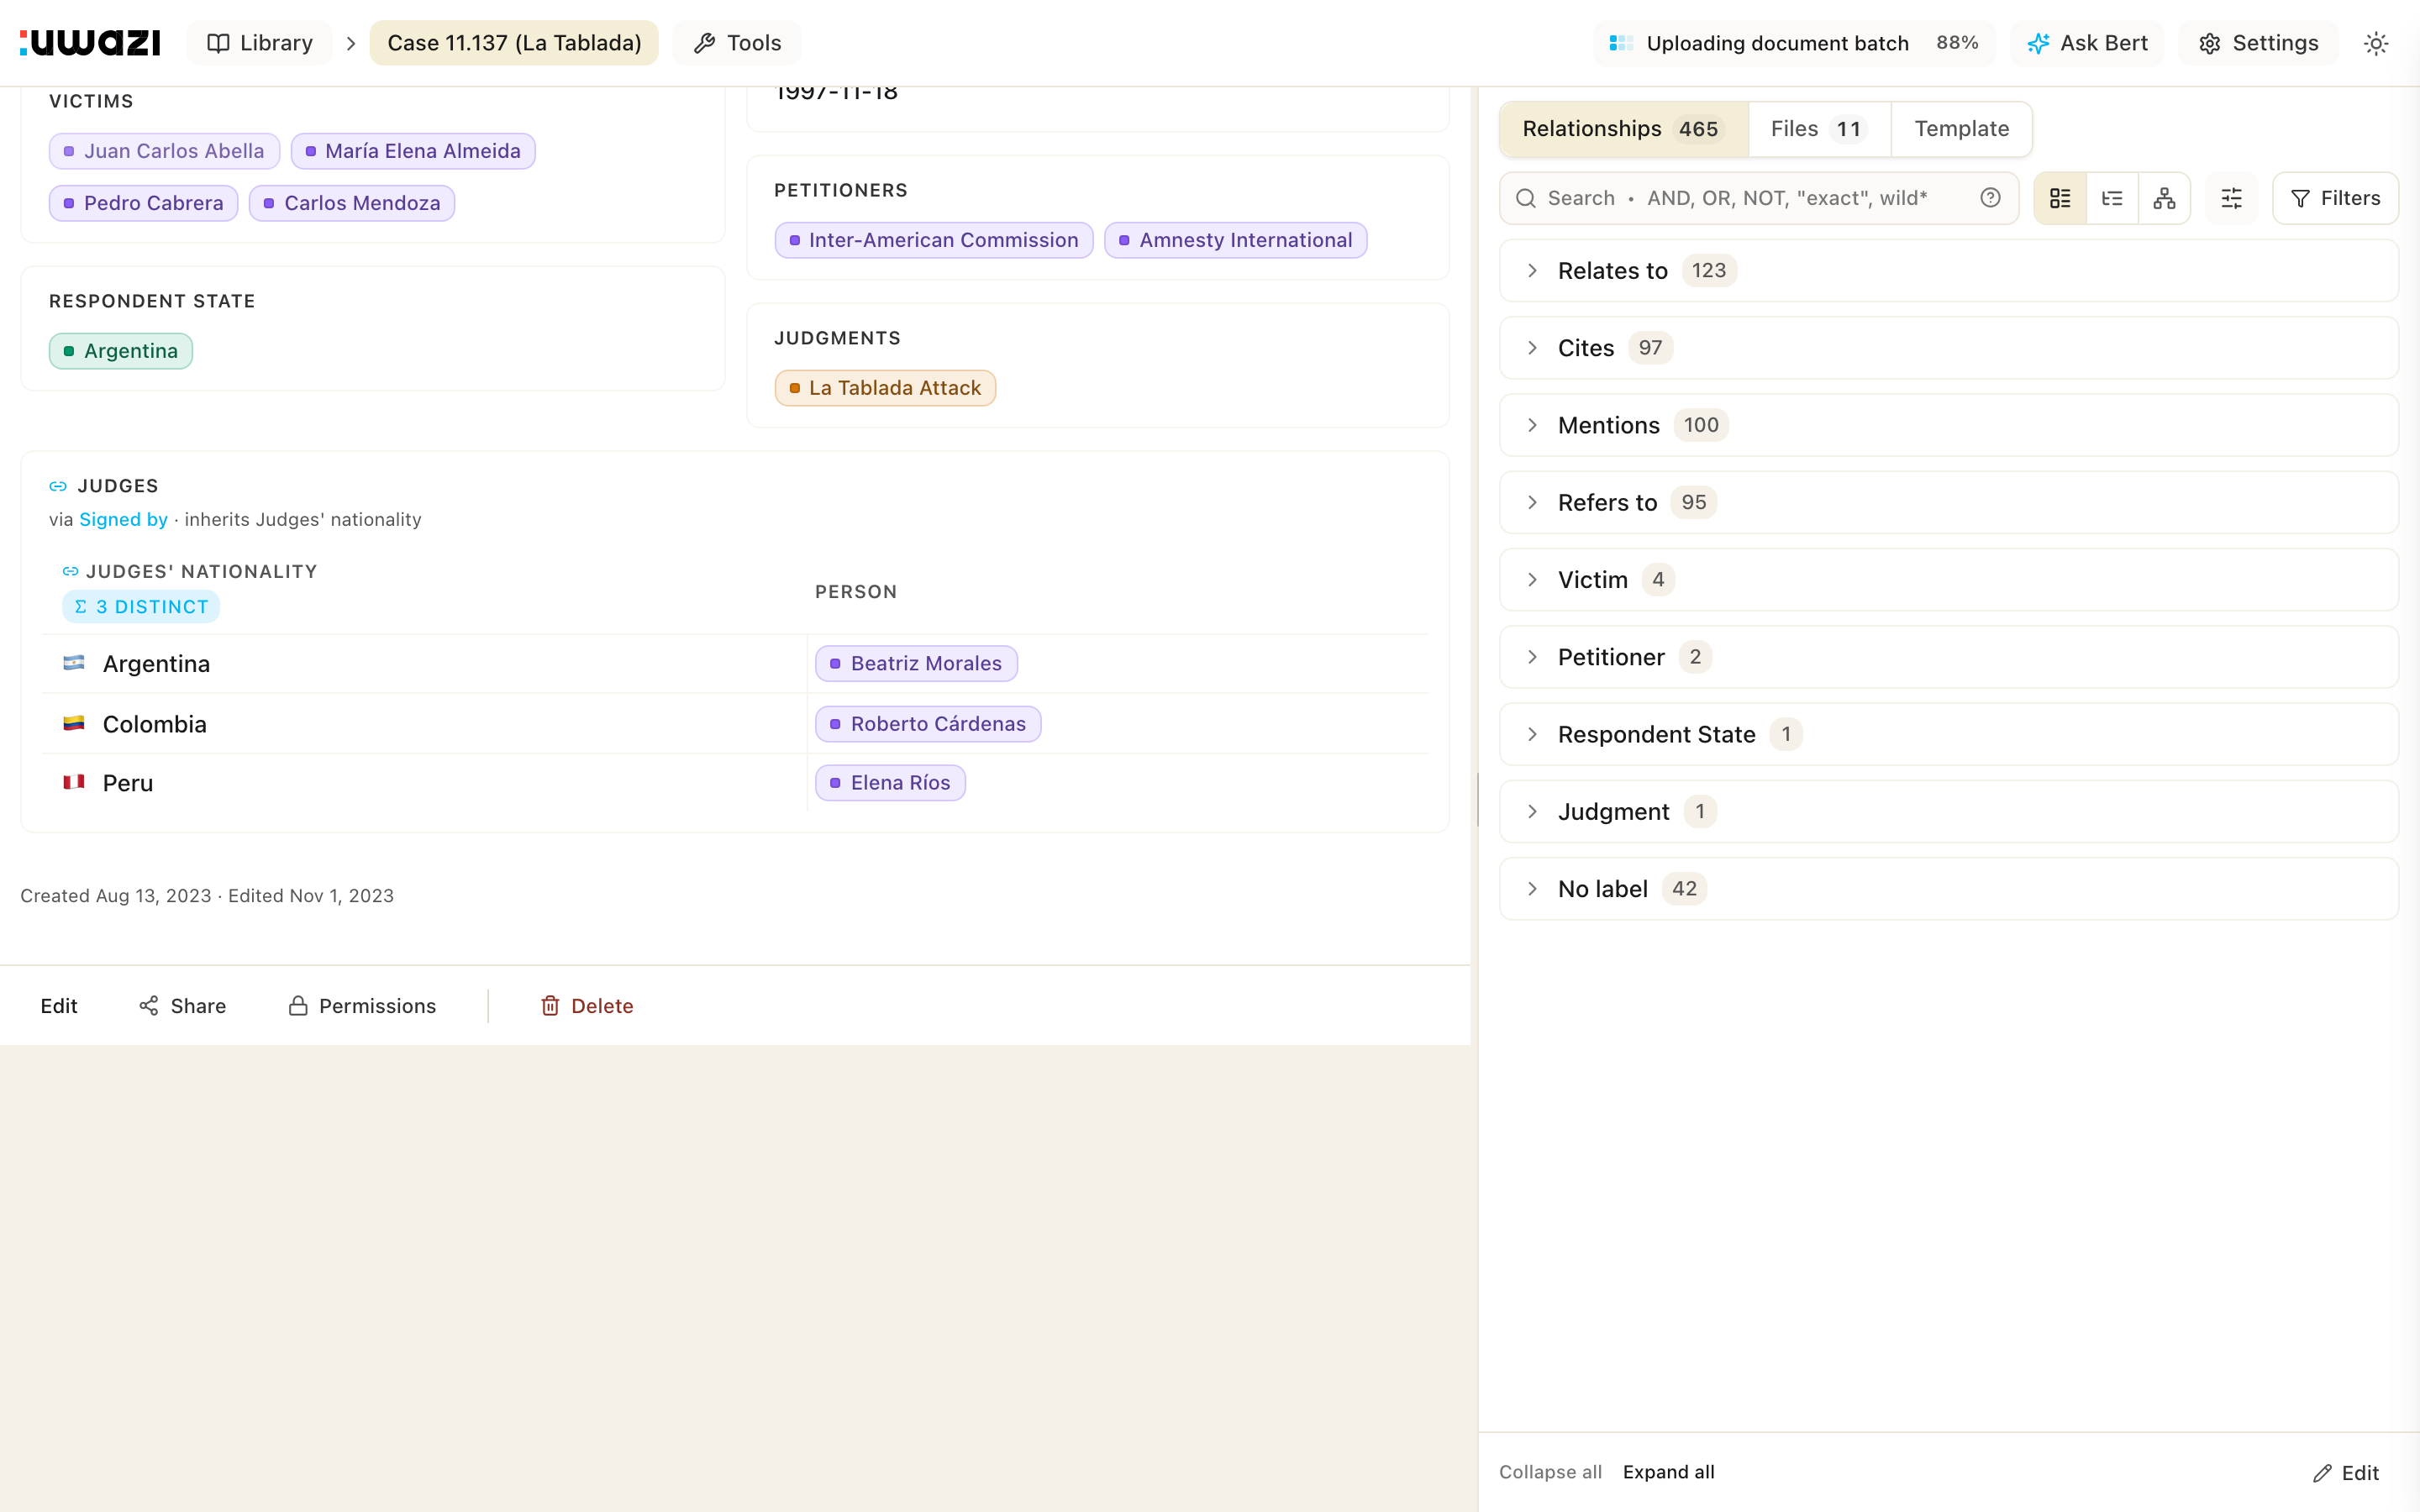 uwazi
Library
Case 11.137 (La Tablada)
Tools
Uploading document batch 88%
Ask Bert
Settings
1997-11-18
VICTIMS
Juan Carlos Abella
María Elena Almeida
Pedro Cabrera
Carlos Mendoza
RESPONDENT STATE
Argentina
PETITIONERS
Inter-American Commission
Amnesty International
JUDGMENTS
La Tablada Attack
JUDGES
via Signed by · inherits Judges' nationality
JUDGES' NATIONALITY
Σ 3 DISTINCT
PERSON
Argentina
Beatriz Morales
Colombia
Roberto Cárdenas
Peru
Elena Ríos
Created Aug 13, 2023 · Edited Nov 1, 2023
Edit
Share
Permissions
Delete
Relationships 465
Files 11
Template
Search • AND, OR, NOT, "exact", wild*
Filters
Relates to 123
Cites 97
Mentions 100
Refers to 95
Victim 4
Petitioner 2
Respondent State 1
Judgment 1
No label 42
Collapse all
Expand all
Edit